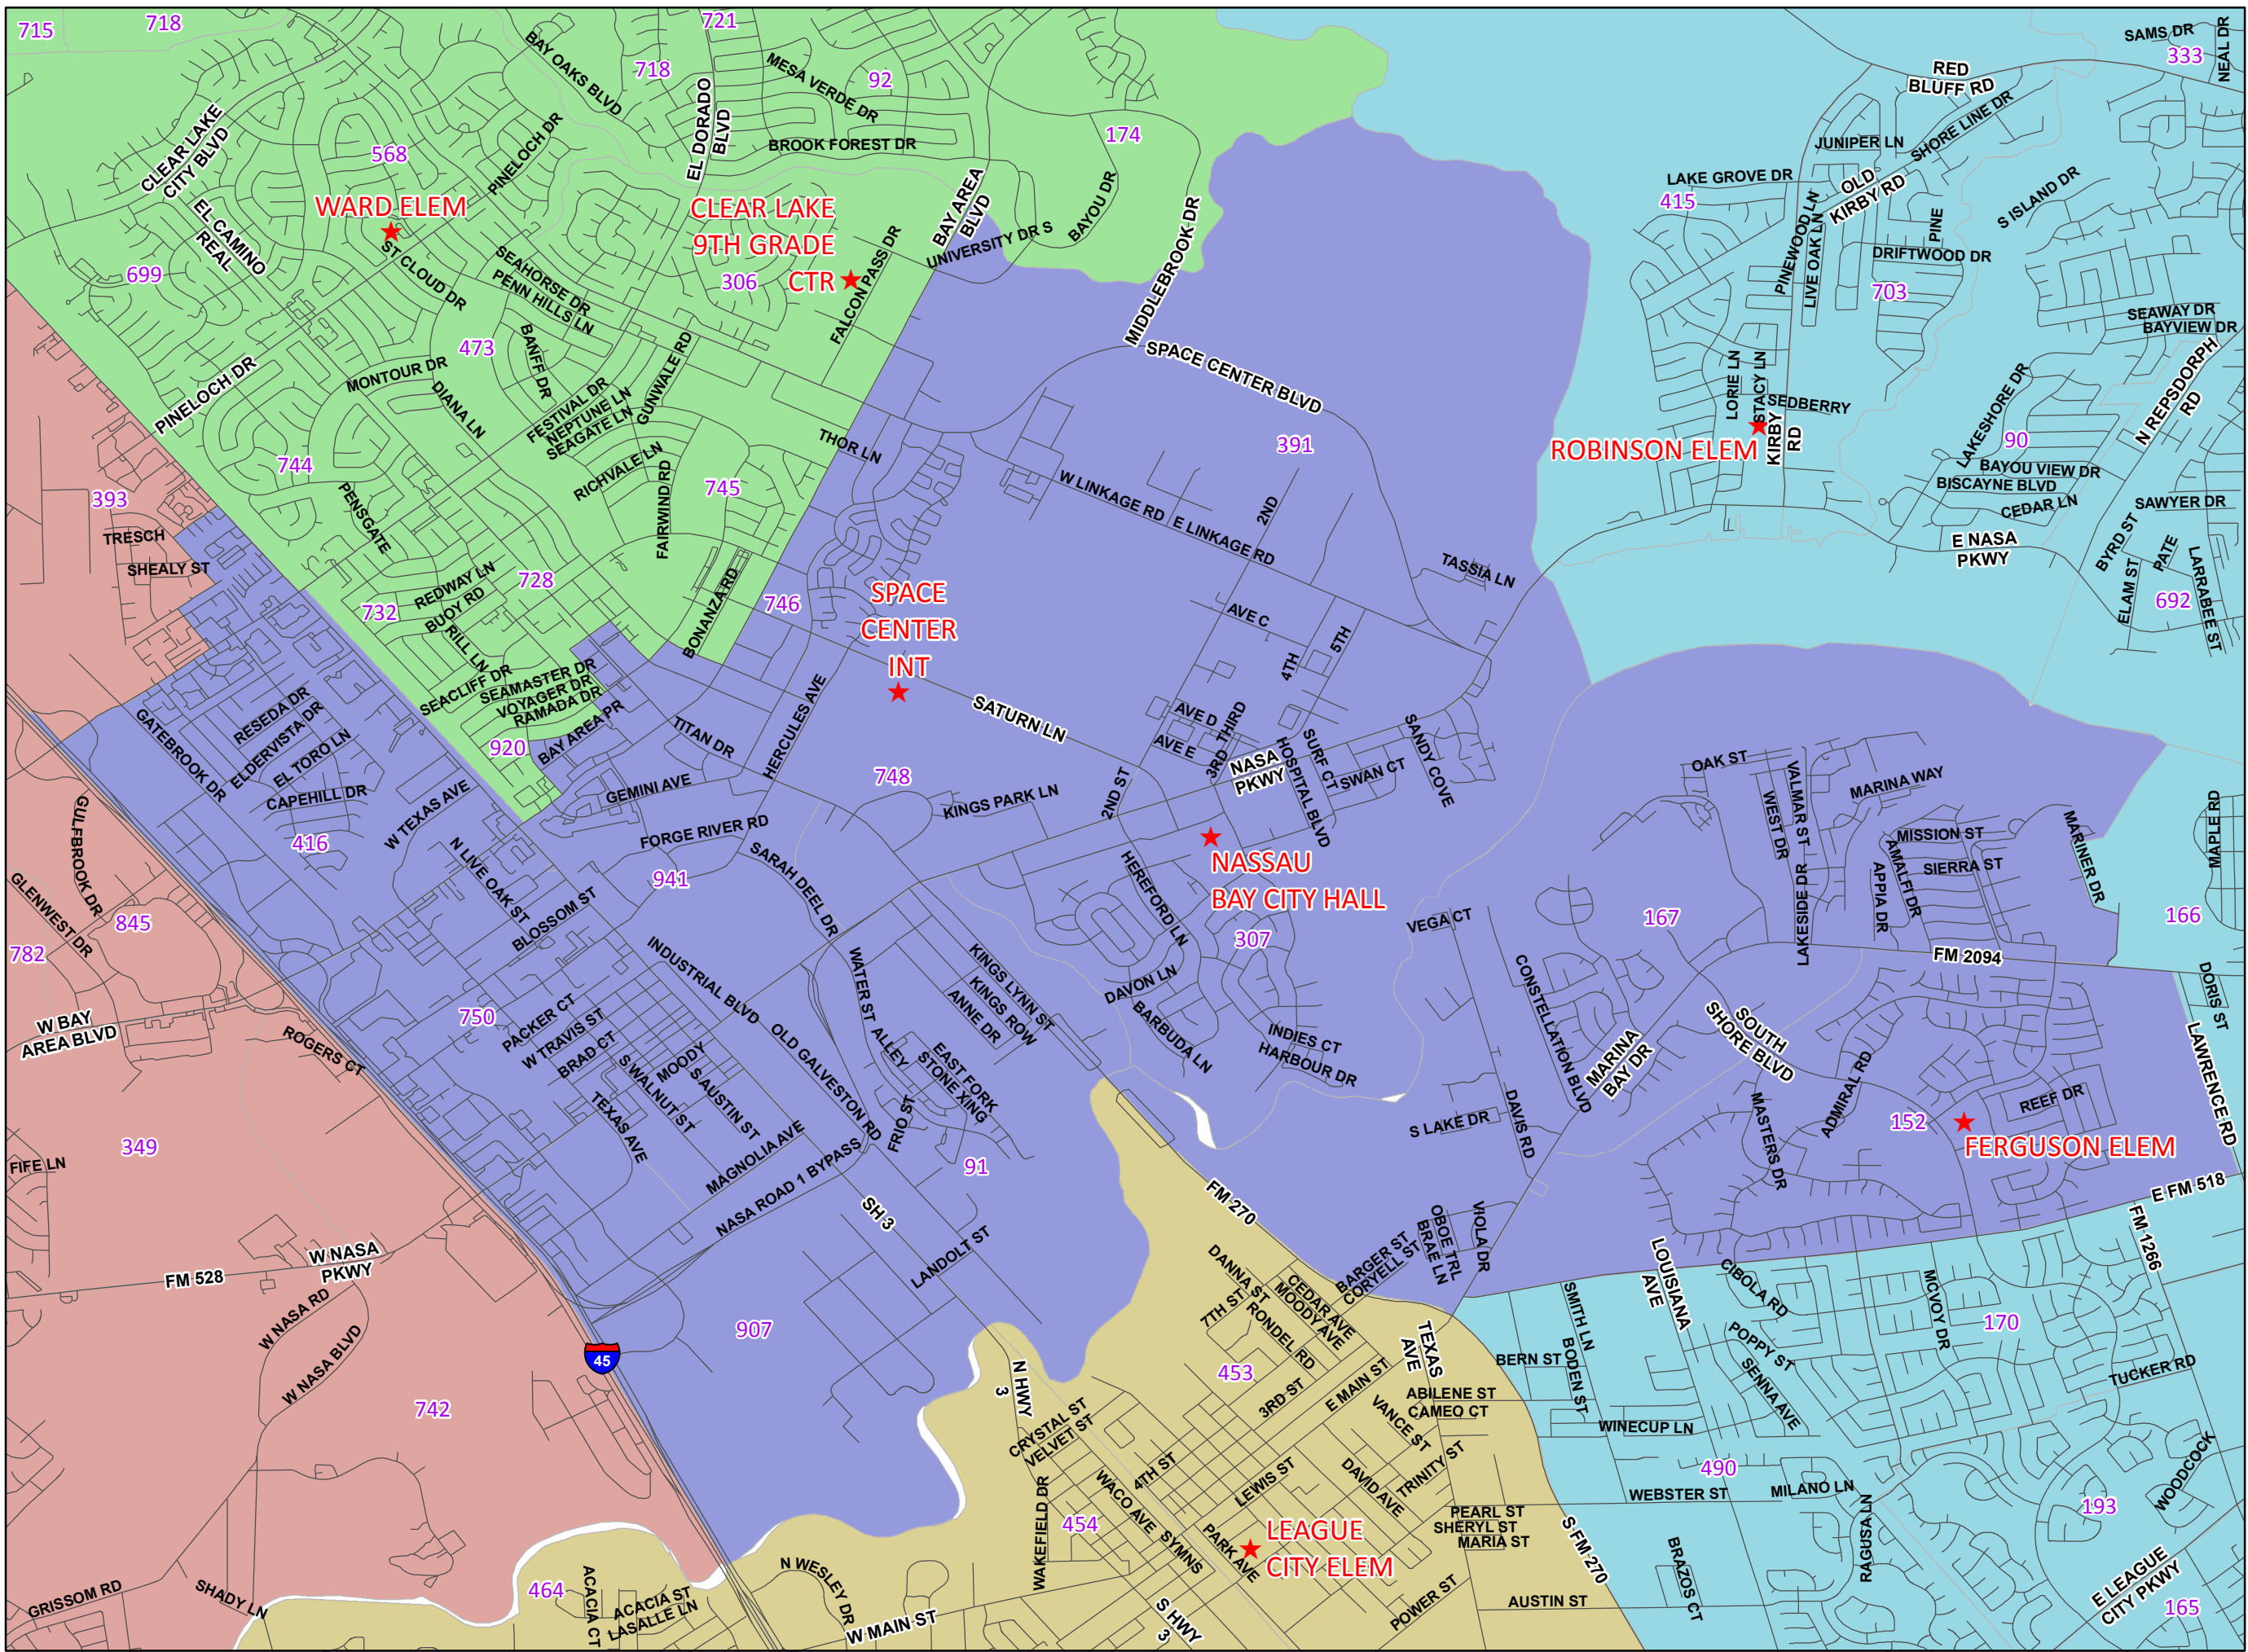 715
718
721
BAY OAKS BLVD
718
MESA VERDE DR
92
EL DORADO
BLVD
BROOK FOREST DR
174
CLEAR LAKE
CITY BLVD
568
PINELOCH DR
WARD ELEM
EL CAMINO
REAL
699
ST CLOUD DR
SEAHORSE DR
PENN HILLS LN
CLEAR LAKE
9TH GRADE
CTR
306
FALCON PASS DR
BAY AREA
BLVD
UNIVERSITY DR S
BAYOU DR
MIDDLEBROOK DR
SAMS DR
333
NEAL DR
RED
BLUFF RD
SHORE LINE DR
JUNIPER LN
LAKE GROVE DR
415
OLD
KIRBY RD
PINEWOOD LN
LIVE OAK LN
PINE
S ISLAND DR
DRIFTWOOD DR
703
SEAWAY DR
BAYVIEW DR
473
BANFF DR
PINELOCH DR
MONTOUR DR
DIANA LN
FESTIVAL DR
NEPTUNE LN
SEAGATE LN
GUNWALE RD
SPACE CENTER BLVD
LORIE LN
STACY LN
SEDBERRY
KIRBY
RD
ROBINSON ELEM
LAKESHORE DR
90
N REPSDORPH
RD
BAYOU VIEW DR
BISCAYNE BLVD
CEDAR LN
SAWYER DR
744
393
TRESCH
SHEALY ST
PENSGATE
RICHVALE LN
FAIRWIND RD
745
THOR LN
391
W LINKAGE RD
E LINKAGE RD
2ND
TASSIA LN
E NASA
PKWY
BYRD ST
PATE
ELAM ST
LARRABEE ST
692
REDWAY LN
BUOY RD
728
732
RILL LN
BONANZA RD
746
SPACE
CENTER
INT
AVE C
5TH
4TH
SEACLIFF DR
SEAMASTER DR
VOYAGER DR
RAMADA DR
920
BAY AREA PR
TITAN DR
HERCULES AVE
SATURN LN
AVE D
AVE E
THIRD
3RD
NASA
PKWY
HOSPITAL BLVD
SURF CT
SWAN CT
SANDY COVE
GATEBROOK DR
RESEDA DR
ELDERVISTA DR
EL TORO LN
CAPEHILL DR
W TEXAS AVE
416
GEMINI AVE
748
KINGS PARK LN
2ND ST
FORGE RIVER RD
941
SARAH DEEL DR
NASSAU
BAY CITY HALL
HEREFORD LN
307
OAK ST
VALMAR ST
WEST DR
MARINA WAY
MISSION ST
SIERRA ST
AMALFI DR
APPIA DR
LAKESIDE DR
MARINER DR
MAPLE RD
166
167
FM 2094
GULFBROOK DR
GLENWEST DR
845
782
W BAY
AREA BLVD
N LIVE OAK ST
BLOSSOM ST
INDUSTRIAL BLVD
750
ROGERS CT
PACKER CT
W TRAVIS ST
BRAD CT
MOODY
S WALNUT ST
S AUSTIN ST
TEXAS AVE
MAGNOLIA AVE
OLD GALVESTON RD
WATER ST
ALLEY
EAST FORK
STONE XING
FRIO ST
KINGS LYNN ST
KINGS ROW
ANNE DR
DAVON LN
BARBUDA LN
INDIES CT
HARBOUR DR
VEGA CT
CONSTELLATION BLVD
MARINA
BAY DR
SOUTH
SHORE BLVD
DORIS ST
LAWRENCE RD
ADMIRAL RD
MASTERS DR
152
REEF DR
FERGUSON ELEM
S LAKE DR
DAVIS RD
349
FIFE LN
91
NASA ROAD 1 BYPASS
SH 3
LANDOLT ST
FM 270
E FM 518
FM 1266
FM 528
W NASA
PKWY
W NASA RD
W NASA BLVD
742
45
907
DANNA ST
7TH ST
RONDEL RD
CEDAR AVE
MOODY AVE
BARGER ST
CORYELL ST
OBOE TRL
BRAE LN
VIOLA DR
LOUISIANA
AVE
CIBOLA RD
MCVOY DR
170
SMITH LN
BODEN ST
BERN ST
POPPY ST
SENNA AVE
TUCKER RD
TEXAS
AVE
453
N HWY
3
3RD ST
E MAIN ST
ABILENE ST
CAMEO CT
VANCE ST
WINECUP LN
CRYSTAL ST
VELVET ST
4TH ST
WAKEFIELD DR
WACO AVE
SYMNS
454
LEWIS ST
DAVID AVE
TRINITY ST
490
WEBSTER ST
MILANO LN
WOODCOCK
193
PEARL ST
SHERYL ST
MARIA ST
LEAGUE
CITY ELEM
PARK AVE
S FM 270
BRAZOS CT
RAGUSA LN
E LEAGUE
CITY PKWY
165
GRISSOM RD
SHADY LN
464
ACACIA CT
ACACIA ST
LASALLE LN
N WESLEY DR
W MAIN ST
S HWY
3
POWER ST
AUSTIN ST